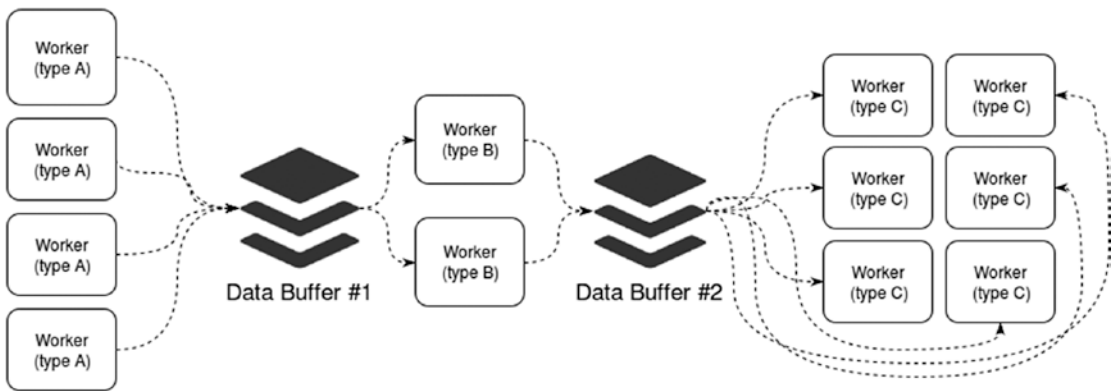 Worker
(type A)
Worker
(type A)
Worker
(type A)
Worker
(type A)
Data Buffer #1
Worker
(type B)
Worker
(type B)
Data Buffer #2
Worker
(type C)
Worker
(type C)
Worker
(type C)
Worker
(type C)
Worker
(type C)
Worker
(type C)